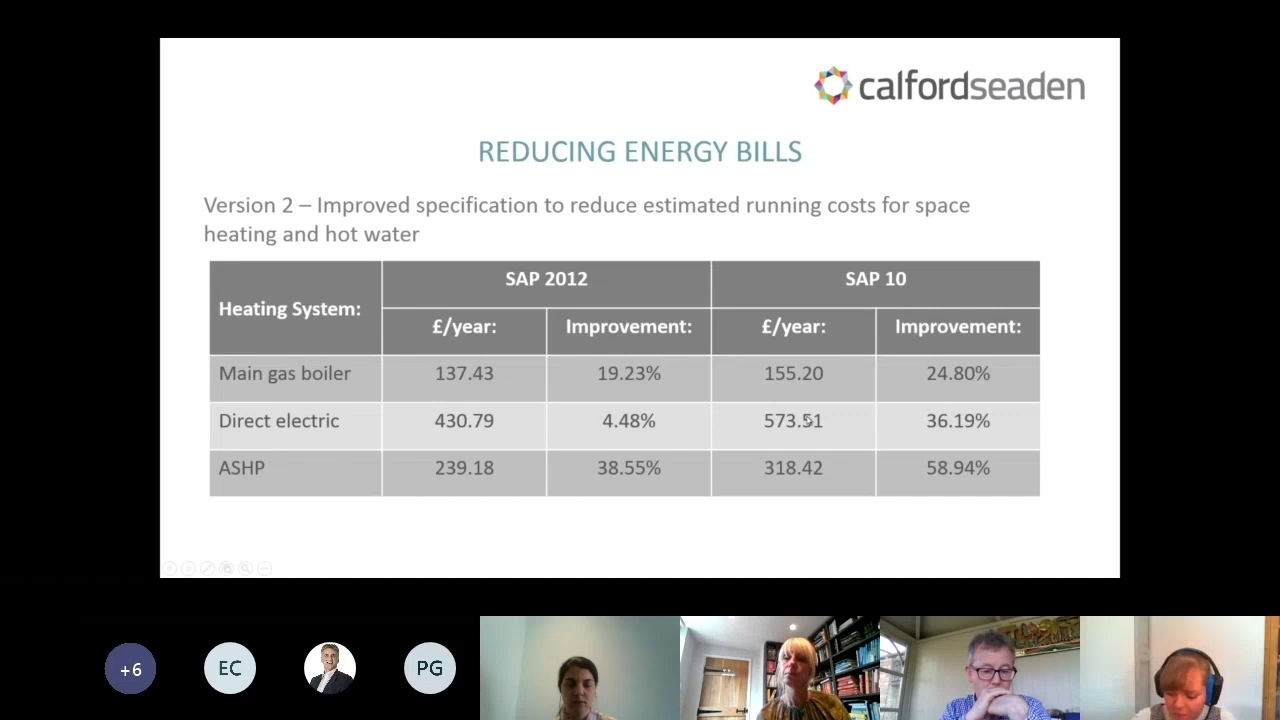 calfordseaden
REDUCING ENERGY BILLS
Version 2 – Improved specification to reduce estimated running costs for space
heating and hot water
Heating System: SAP 2012 SAP 10
£/year: Improvement: £/year: Improvement:
Main gas boiler 137.43 19.23% 155.20 24.80%
Direct electric 430.79 4.48% 573.51 36.19%
ASHP 239.18 38.55% 318.42 58.94%
+6 EC PG